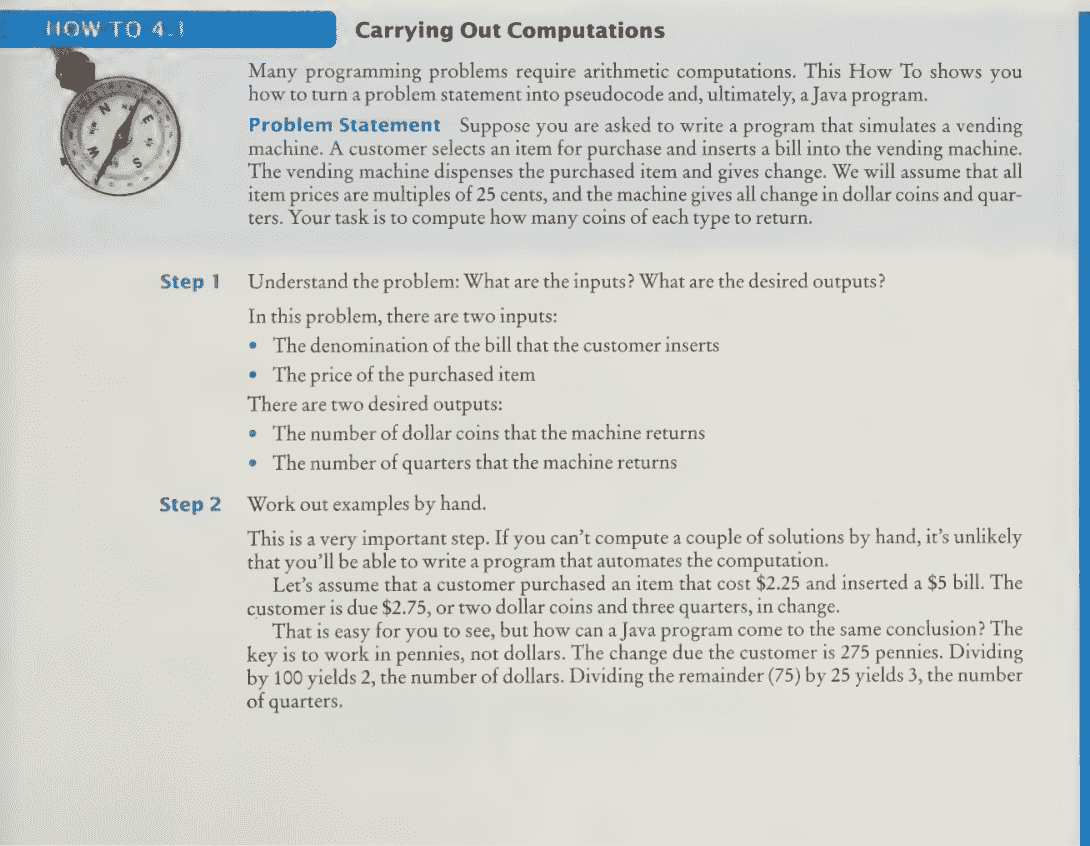 HOW TO 4.1
Carrying Out Computations
Many programming problems require arithmetic computations. This How To shows you
how to turn a problem statement into pseudocode and, ultimately, a Java program.
Problem Statement Suppose you are asked to write a program that simulates a vending
machine. A customer selects an item for purchase and inserts a bill into the vending machine.
The vending machine dispenses the purchased item and gives change. We will assume that all
item prices are multiples of 25 cents, and the machine gives all change in dollar coins and quar-
ters. Your task is to compute how many coins of each type to return.
Step 1 Understand the problem: What are the inputs? What are the desired outputs?
In this problem, there are two inputs:
• The denomination of the bill that the customer inserts
• The price of the purchased item
There are two desired outputs:
• The number of dollar coins that the machine returns
• The number of quarters that the machine returns
Step 2 Work out examples by hand.
This is a very important step. If you can't compute a couple of solutions by hand, it's unlikely
that you'll be able to write a program that automates the computation.
Let's assume that a customer purchased an item that cost $2.25 and inserted a $5 bill. The
customer is due $2.75, or two dollar coins and three quarters, in change.
That is easy for you to see, but how can a Java program come to the same conclusion? The
key is to work in pennies, not dollars. The change due the customer is 275 pennies. Dividing
by 100 yields 2, the number of dollars. Dividing the remainder (75) by 25 yields 3, the number
of quarters.
N
E
S
W